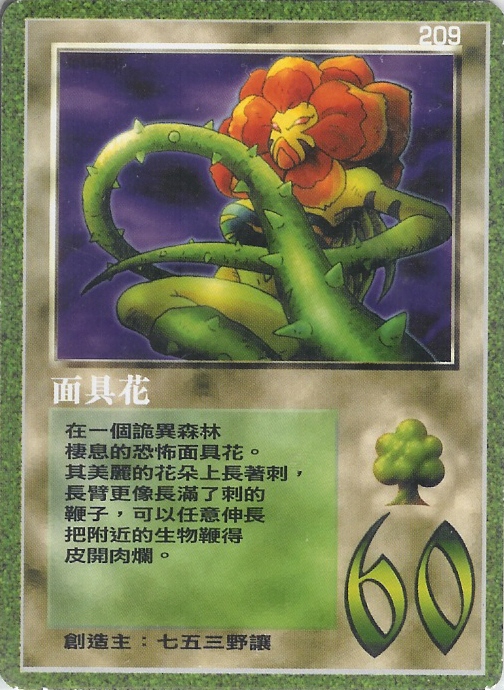 209
面具花
在一個詭異森林
棲息的恐怖面具花。
其美麗的花朵上長著刺，
長臂更像長滿了刺的
鞭子，可以任意伸長
把附近的生物鞭得
皮開肉爛。
60
創造主：七五三野讓